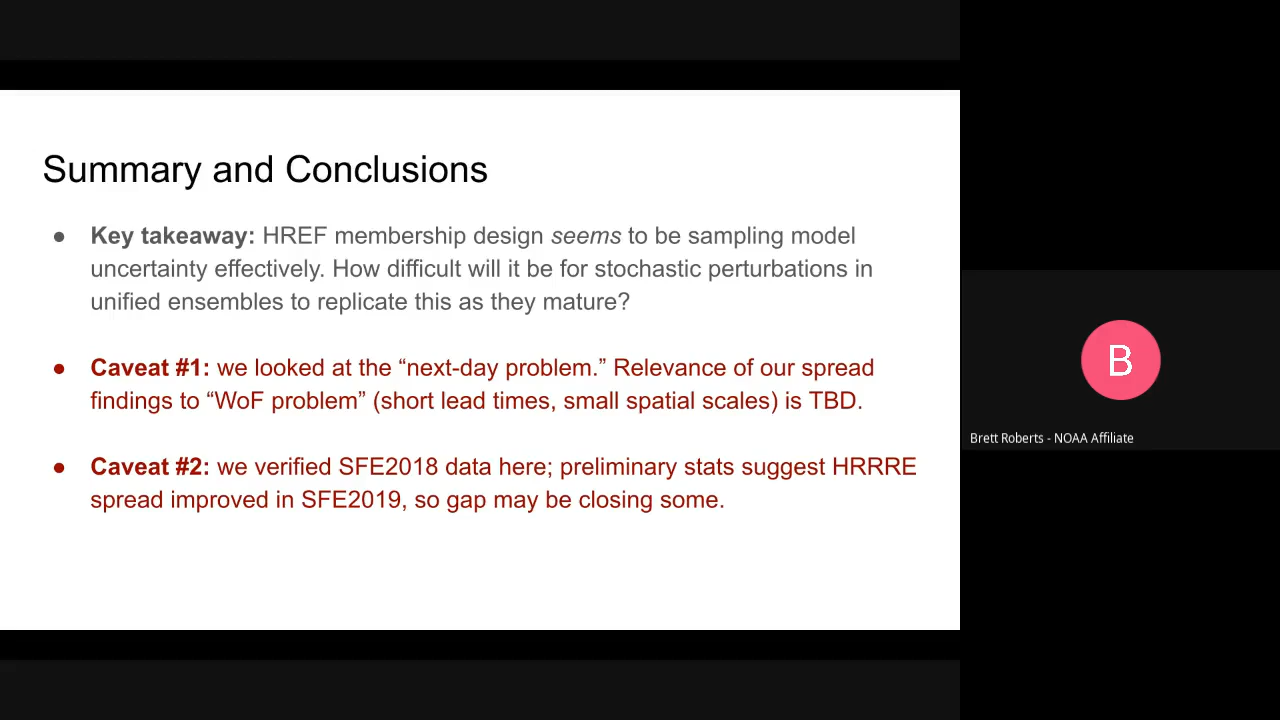 Summary and Conclusions
● Key takeaway: HREF membership design seems to be sampling model
uncertainty effectively. How difficult will it be for stochastic perturbations in
unified ensembles to replicate this as they mature?
● Caveat #1: we looked at the “next-day problem.” Relevance of our spread
findings to “WoF problem” (short lead times, small spatial scales) is TBD.
● Caveat #2: we verified SFE2018 data here; preliminary stats suggest HRRRE
spread improved in SFE2019, so gap may be closing some.
B
Brett Roberts - NOAA Affiliate